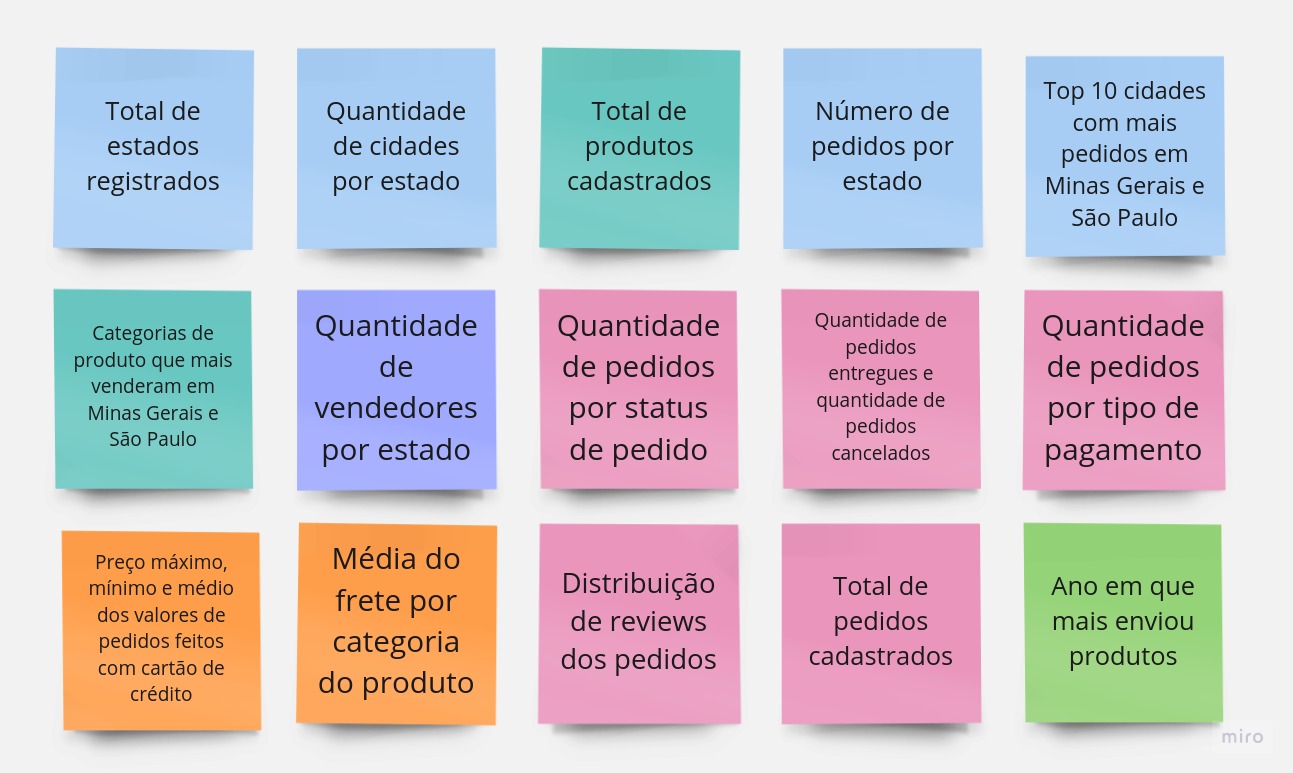 Total de
estados
registrados
Quantidade
de cidades
por estado
Total de
produtos
cadastrados
Número de
pedidos por
estado
Top 10 cidades
com mais
pedidos em
Minas Gerais e
São Paulo
Categorias de
produto que mais
venderam em
Minas Gerais e
São Paulo
Quantidade
de
vendedores
por estado
Quantidade
de pedidos
por status
de pedido
Quantidade de
pedidos
entregues e
quantidade de
pedidos
cancelados
Quantidade
de pedidos
por tipo de
pagamento
Preço máximo,
mínimo e médio
dos valores de
pedidos feitos
com cartão de
crédito
Média do
frete por
categoria
do produto
Distribuição
de reviews
dos pedidos
Total de
pedidos
cadastrados
Ano em que
mais enviou
produtos
miro